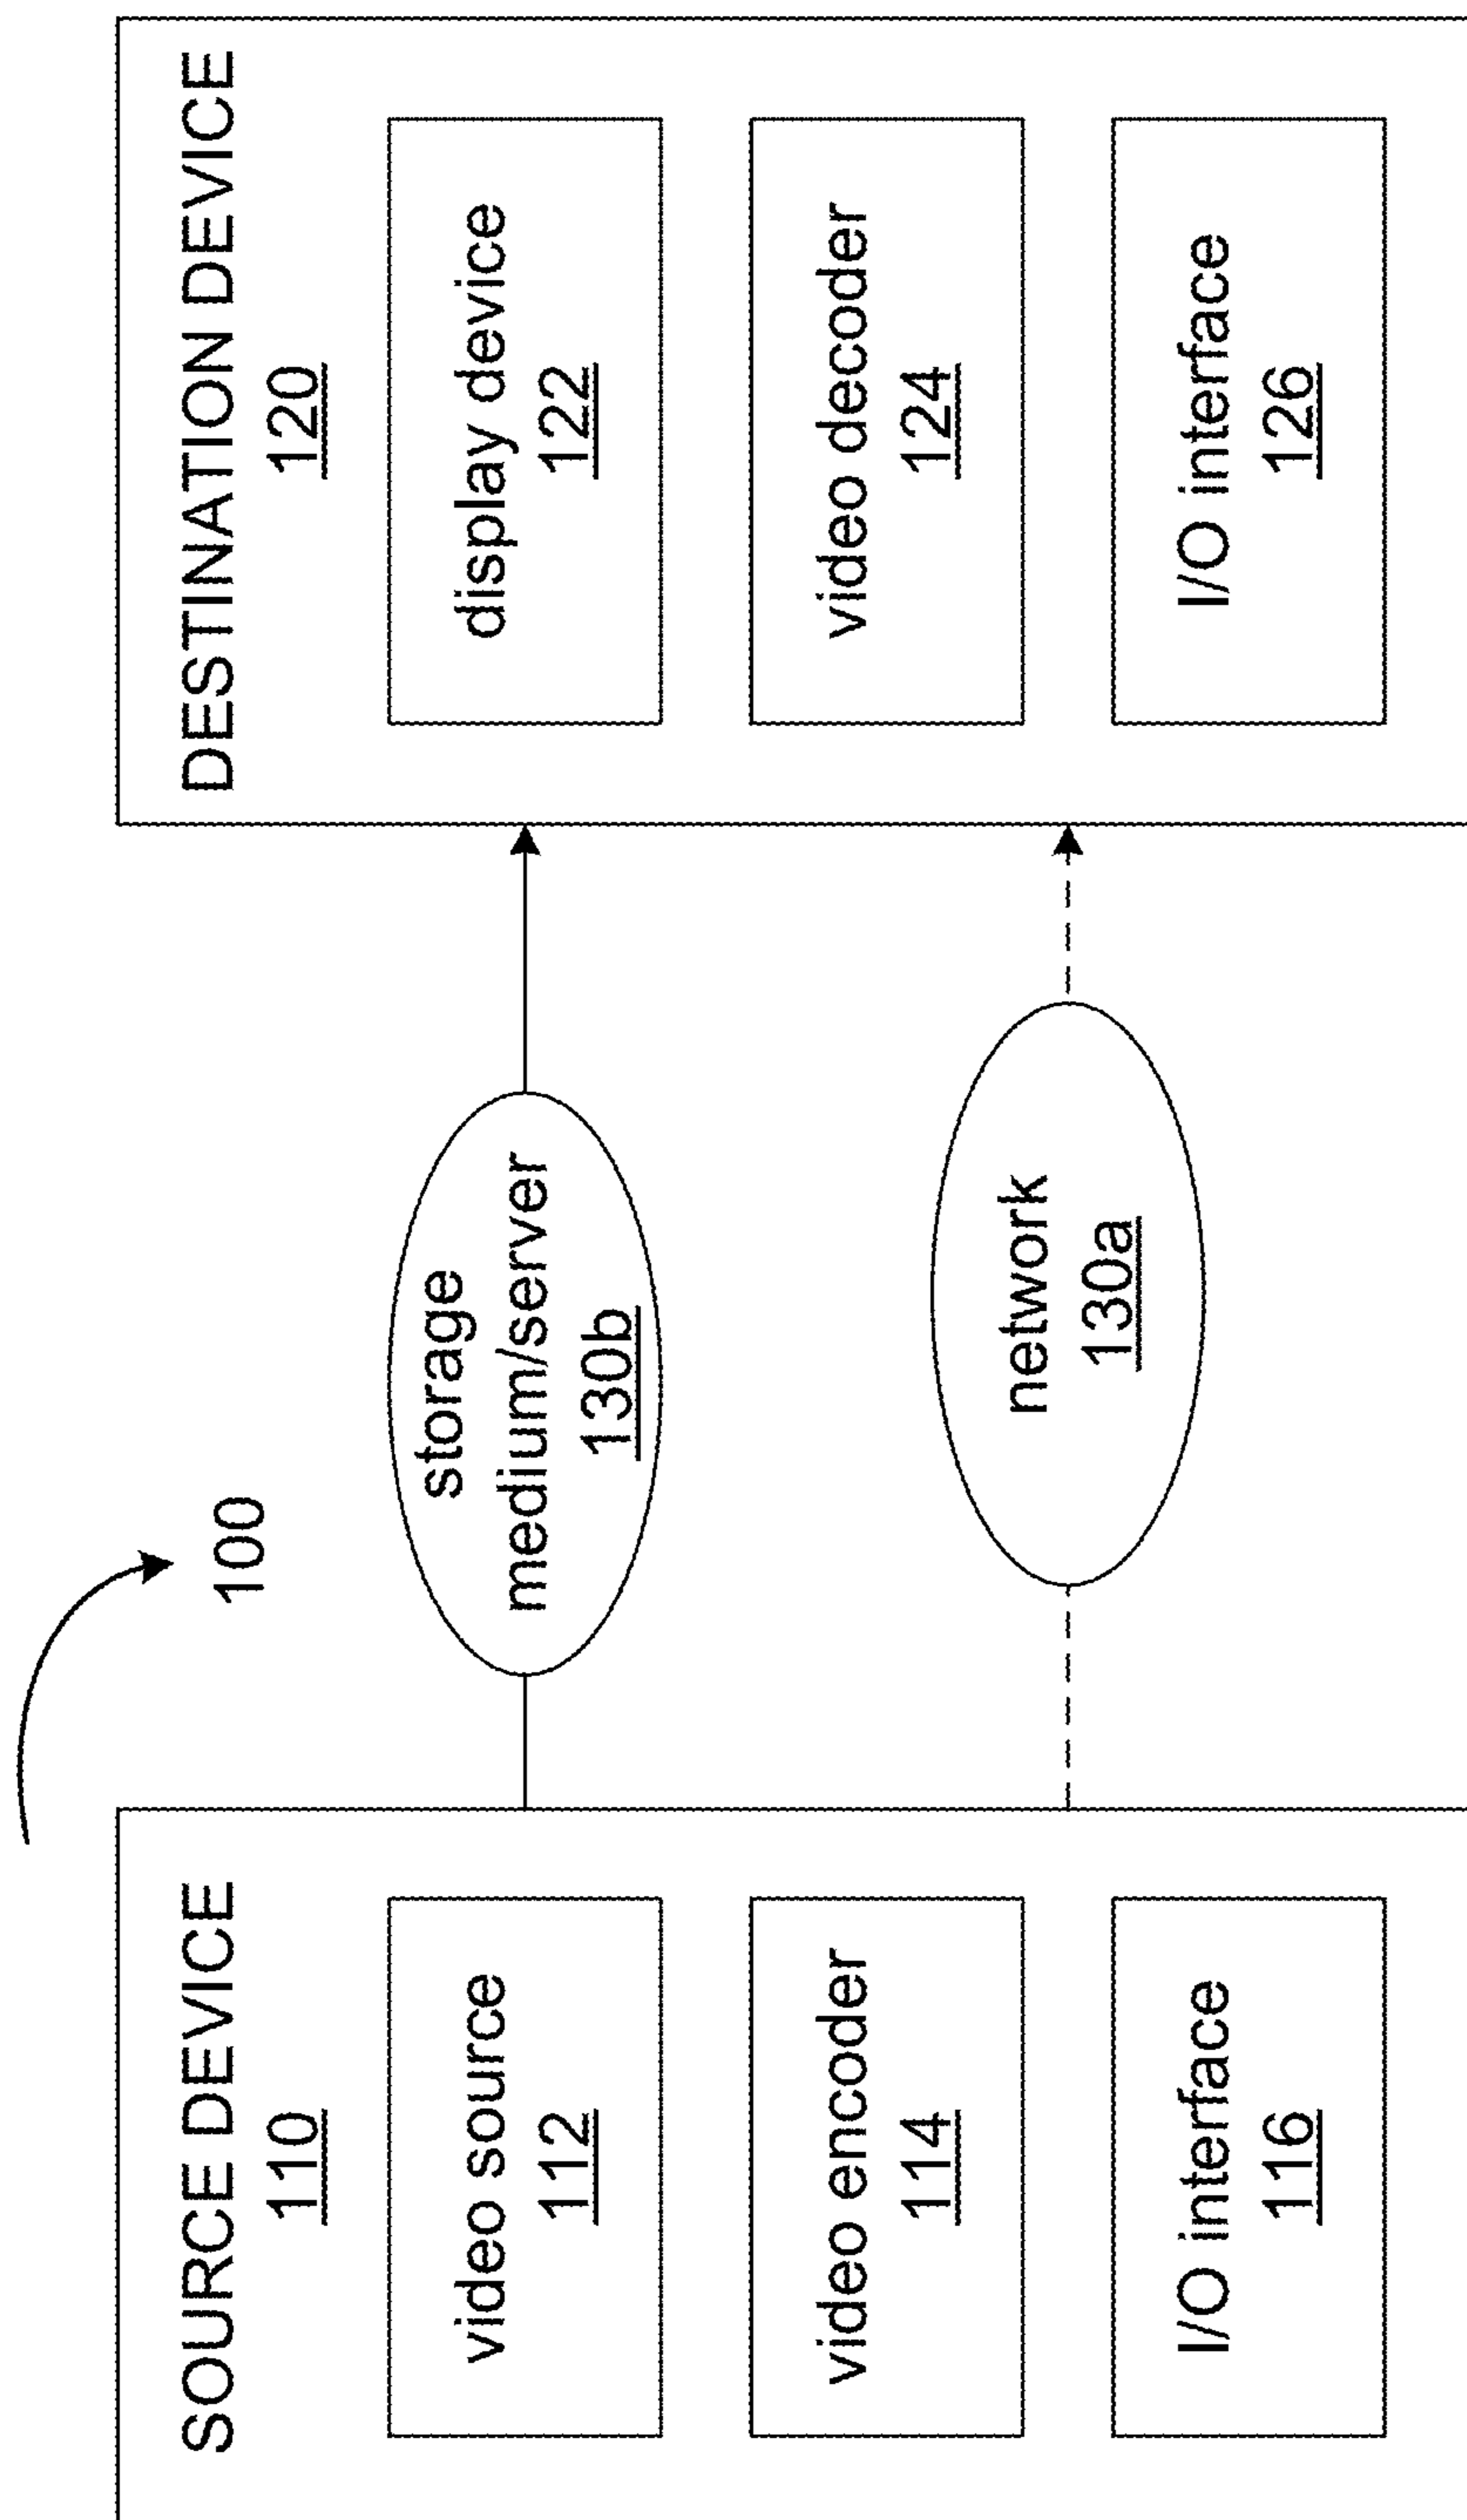 100
SOURCE DEVICE
110
video source
112
video encoder
114
I/O interface
116
storage
medium/server
130b
network
130a
DESTINATION DEVICE
120
display device
122
video decoder
124
I/O interface
126